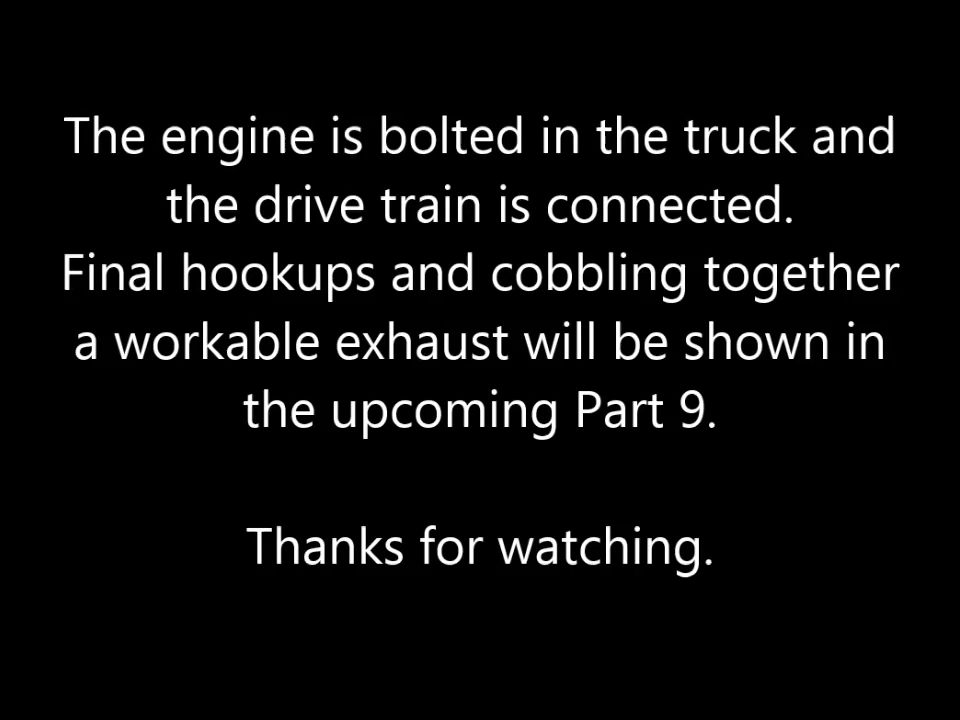 The engine is bolted in the truck and
the drive train is connected.
Final hookups and cobbling together
a workable exhaust will be shown in
the upcoming Part 9.
Thanks for watching.